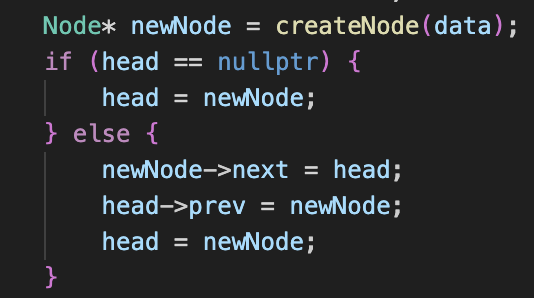 Node* newNode = createNode(data);
if (head == nullptr) {
    head = newNode;
} else {
    newNode->next = head;
    head->prev = newNode;
    head = newNode;
}